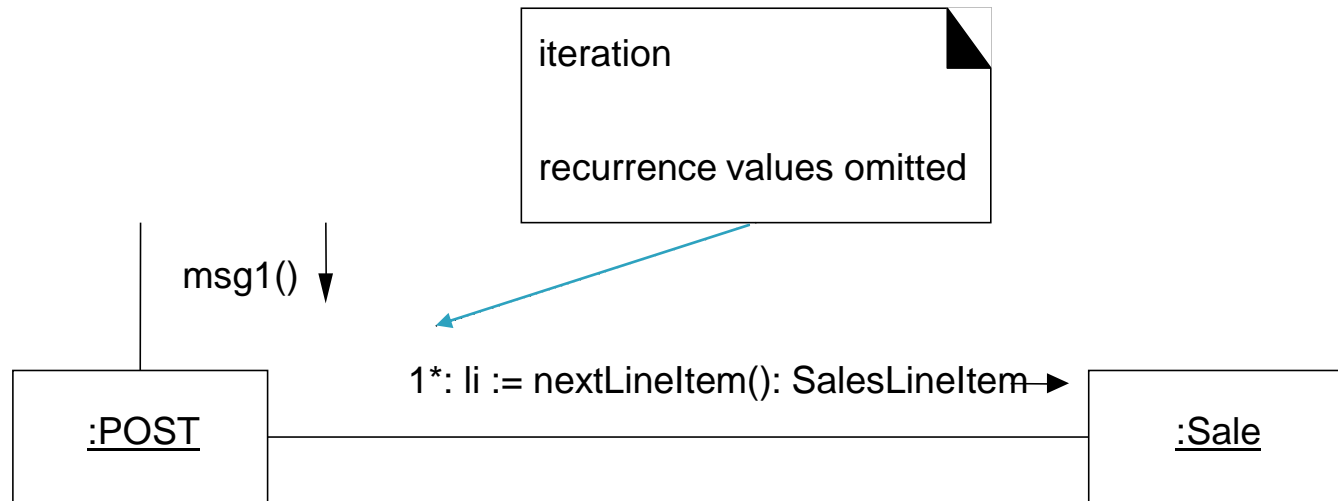 iteration
recurrence values omitted
msg1()
1*: li := nextLineItem(): SalesLineItem
:POST
:Sale